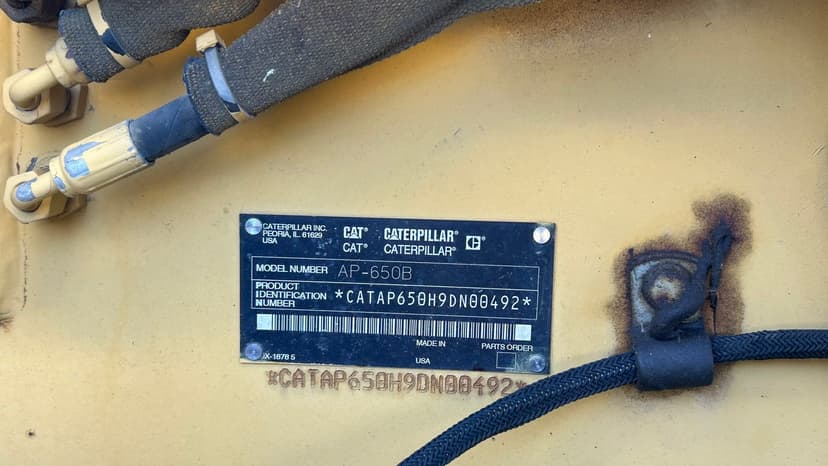 CATERPILLAR INC.
PEORIA, IL. 61629
USA
CAT® CATERPILLAR®
CAT® CATERPILLAR®
MODEL NUMBER AP-650B
PRODUCT IDENTIFICATION NUMBER *CATAP650H9DN00492*
MADE IN USA
PARTS ORDER
*CATAP650H9DN00492*